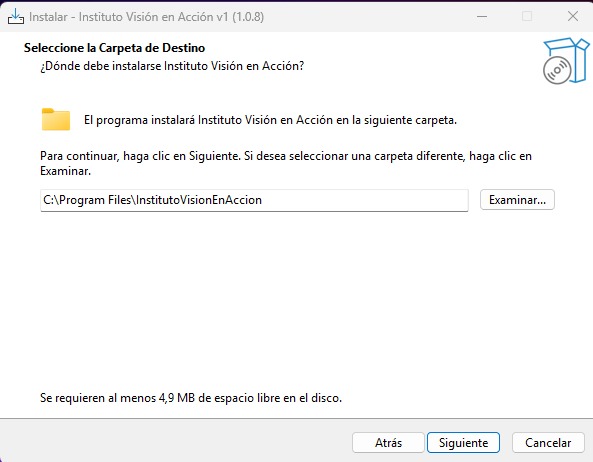 Instalar - Instituto Visión en Acción v1 (1.0.8)
Seleccione la Carpeta de Destino
¿Dónde debe instalarse Instituto Visión en Acción?
El programa instalará Instituto Visión en Acción en la siguiente carpeta.
Para continuar, haga clic en Siguiente. Si desea seleccionar una carpeta diferente, haga clic en
Examinar.
C:\Program Files\InstitutoVisionEnAccion
Examinar...
Se requieren al menos 4,9 MB de espacio libre en el disco.
Atrás
Siguiente
Cancelar